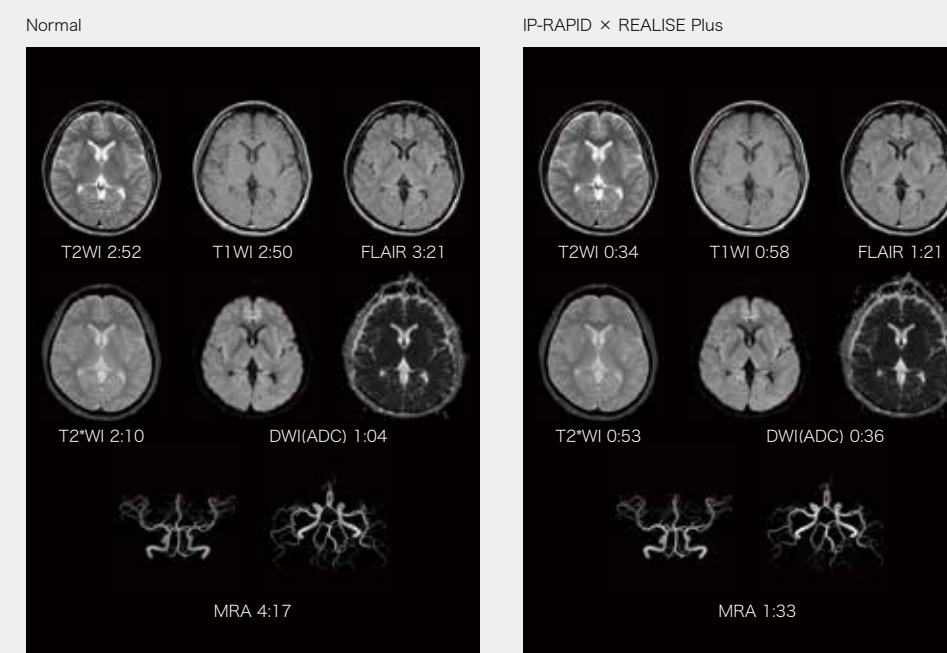 Normal
IP-RAPID × REALISE Plus
T2WI 2:52
T1WI 2:50
FLAIR 3:21
T2*WI 2:10
DWI(ADC) 1:04
MRA 4:17
T2WI 0:34
T1WI 0:58
FLAIR 1:21
T2*WI 0:53
DWI(ADC) 0:36
MRA 1:33